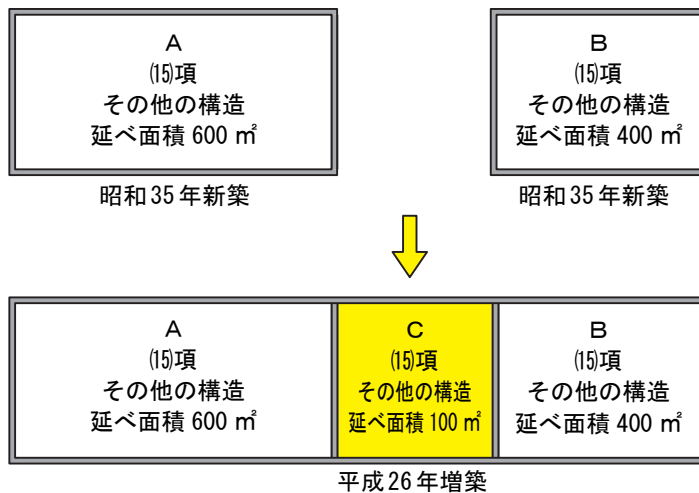 A
⒂項
その他の構造
延べ面積 600 ㎡
B
⒂項
その他の構造
延べ面積 400 ㎡
昭和35年新築
昭和35年新築
A
⒂項
その他の構造
延べ面積 600 ㎡
C
⒂項
その他の構造
延べ面積 100 ㎡
B
⒂項
その他の構造
延べ面積 400 ㎡
平成26年増築